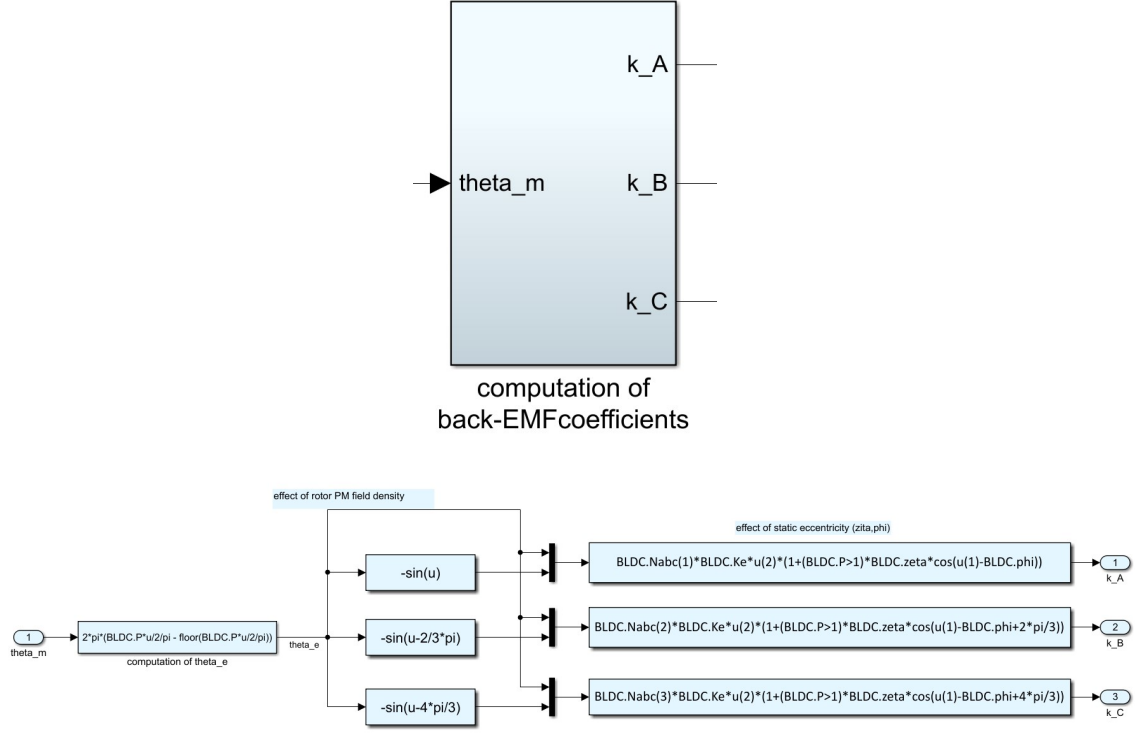 k_A
theta_m
k_B
k_C
computation of
back-EMFcoefficients
effect of rotor PM field density
effect of static eccentricity (zita,phi)
-sin(u)
BLDC.Nabc(1)*BLDC.Ke*u(2)*(1+(BLDC.P>1)*BLDC.zeta*cos(u(1)-BLDC.phi))
1
k_A
1
theta_m
2*pi*(BLDC.P*u/2/pi - floor(BLDC.P*u/2/pi))
computation of theta_e
theta_e
-sin(u-2/3*pi)
BLDC.Nabc(2)*BLDC.Ke*u(2)*(1+(BLDC.P>1)*BLDC.zeta*cos(u(1)-BLDC.phi+2*pi/3))
2
k_B
-sin(u-4*pi/3)
BLDC.Nabc(3)*BLDC.Ke*u(2)*(1+(BLDC.P>1)*BLDC.zeta*cos(u(1)-BLDC.phi+4*pi/3))
3
k_C